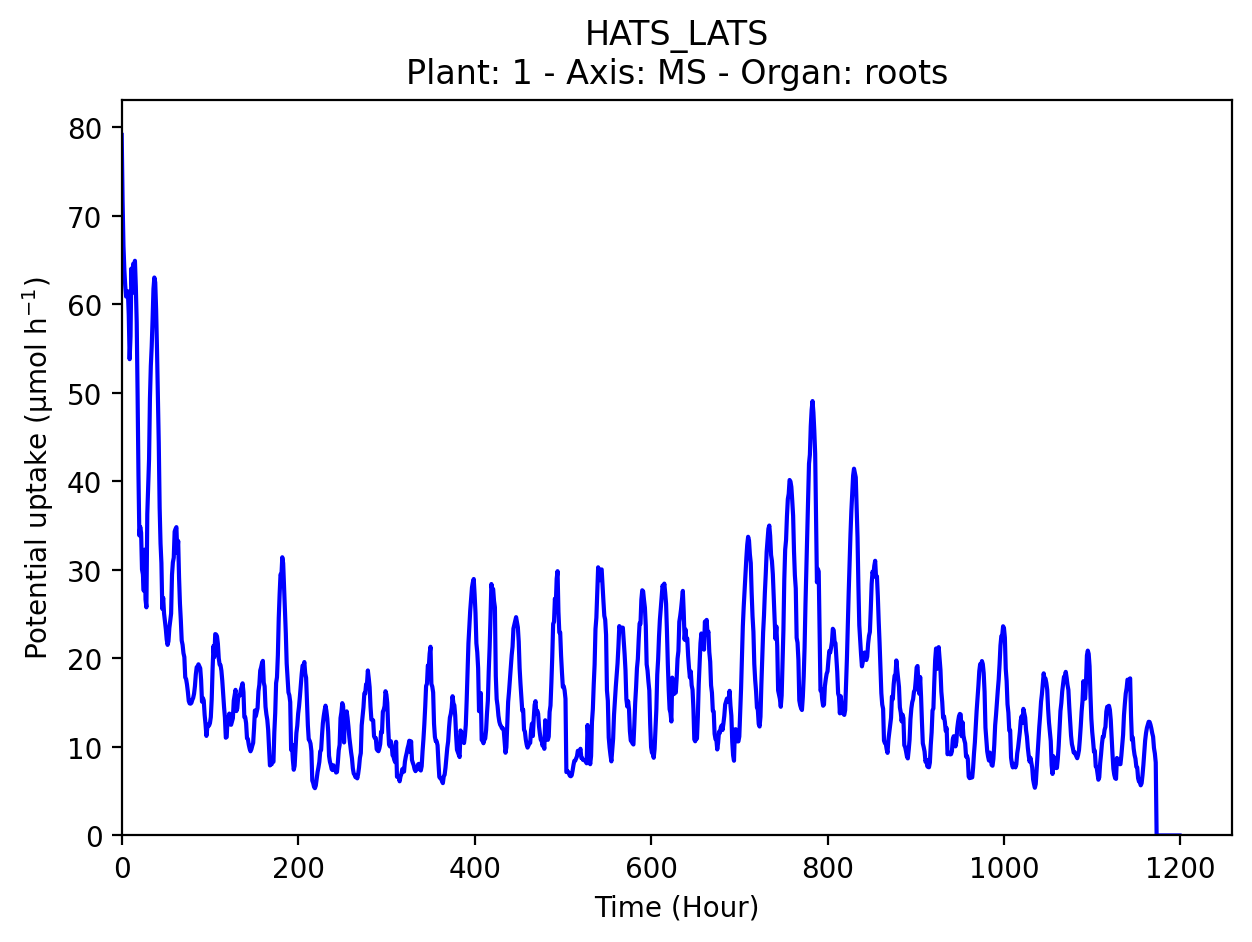 HATS_LATS
Plant: 1 - Axis: MS - Organ: roots
80
70
60
50
40
30
20
10
0
Potential uptake (µmol h⁻¹)
0 200 400 600 800 1000 1200
Time (Hour)